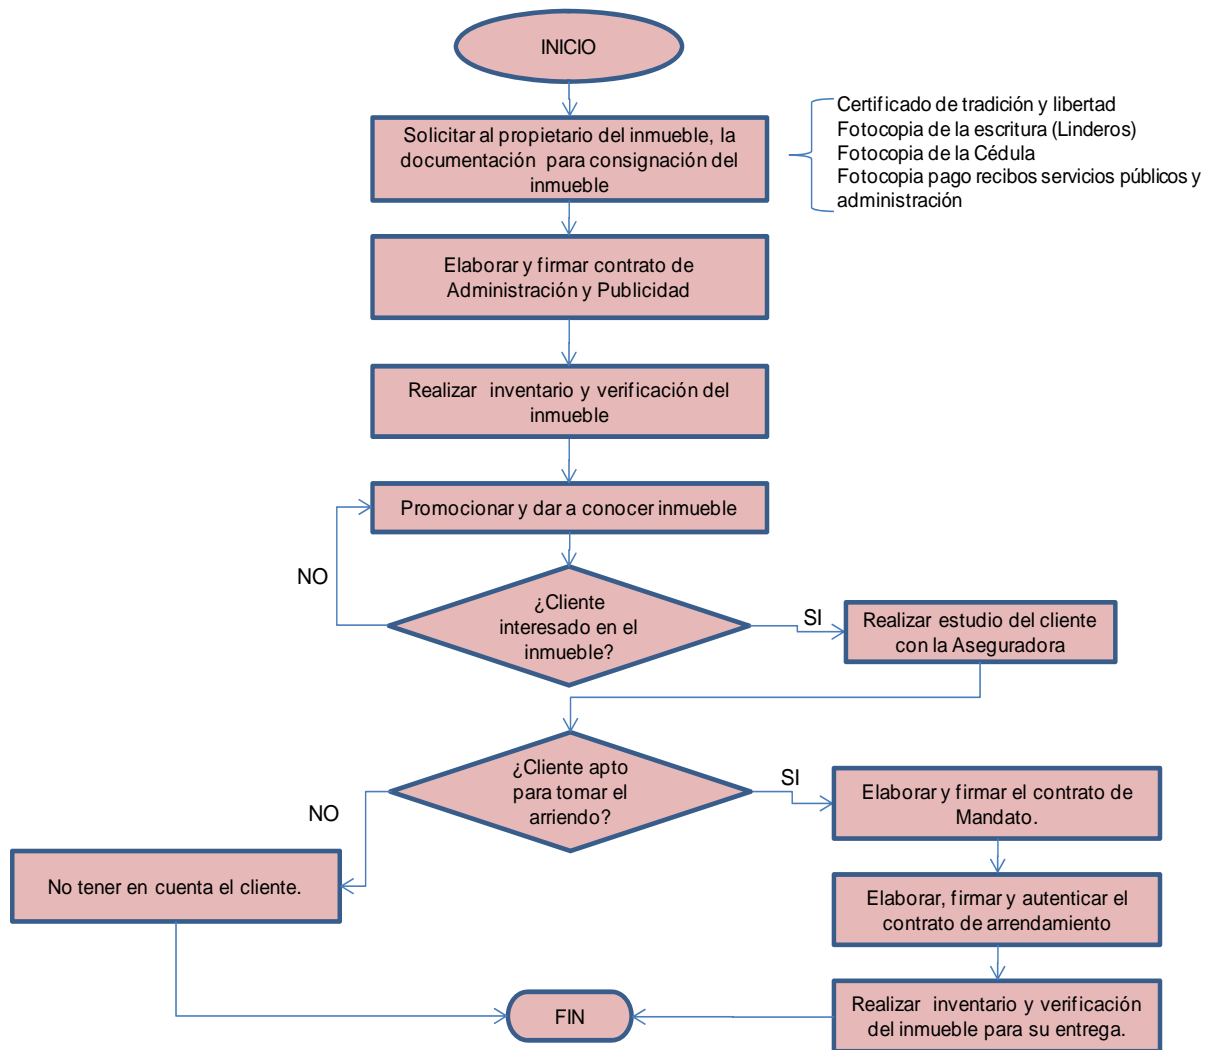 INICIO
Solicitar al propietario del inmueble, la
documentación para consignación del
inmueble
Certificado de tradición y libertad
Fotocopia de la escritura (Linderos)
Fotocopia de la Cédula
Fotocopia pago recibos servicios públicos y
administración
Elaborar y firmar contrato de
Administración y Publicidad
Realizar inventario y verificación del
inmueble
Promocionar y dar a conocer inmueble
NO
¿Cliente
interesado en el
inmueble?
SI
Realizar estudio del cliente
con la Aseguradora
¿Cliente apto
para tomar el
arriendo?
SI
NO
Elaborar y firmar el contrato de
Mandato.
No tener en cuenta el cliente.
Elaborar, firmar y autenticar el
contrato de arrendamiento
Realizar inventario y verificación
del inmueble para su entrega.
FIN